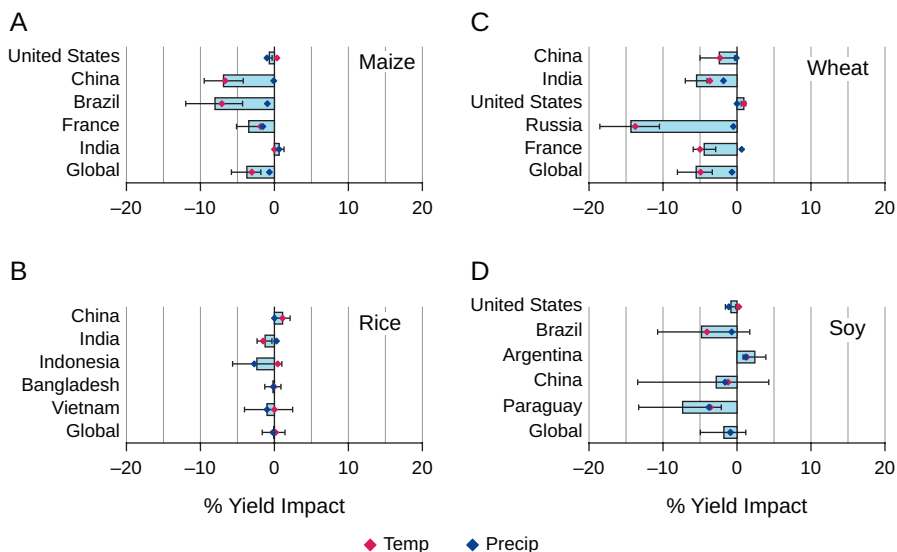 A
Maize
United States
China
Brazil
France
India
Global
–20
–10
0
10
20
C
Wheat
China
India
United States
Russia
France
Global
–20
–10
0
10
20
B
Rice
China
India
Indonesia
Bangladesh
Vietnam
Global
–20
–10
0
10
20
% Yield Impact
D
Soy
United States
Brazil
Argentina
China
Paraguay
Global
–20
–10
0
10
20
% Yield Impact
Temp
Precip